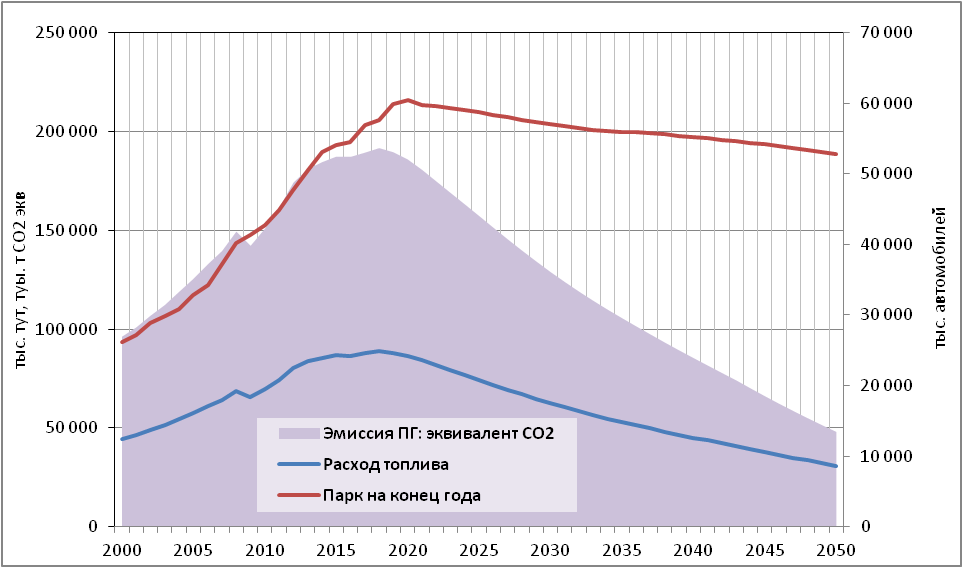 250 000
200 000
150 000
100 000
50 000
0
70 000
60 000
50 000
40 000
30 000
20 000
10 000
0
тыс. тут, туы. т СО2 экв
тыс. автомобилей
Эмиссия ПГ: эквивалент СО2
Расход топлива
Парк на конец года
2000 2005 2010 2015 2020 2025 2030 2035 2040 2045 2050